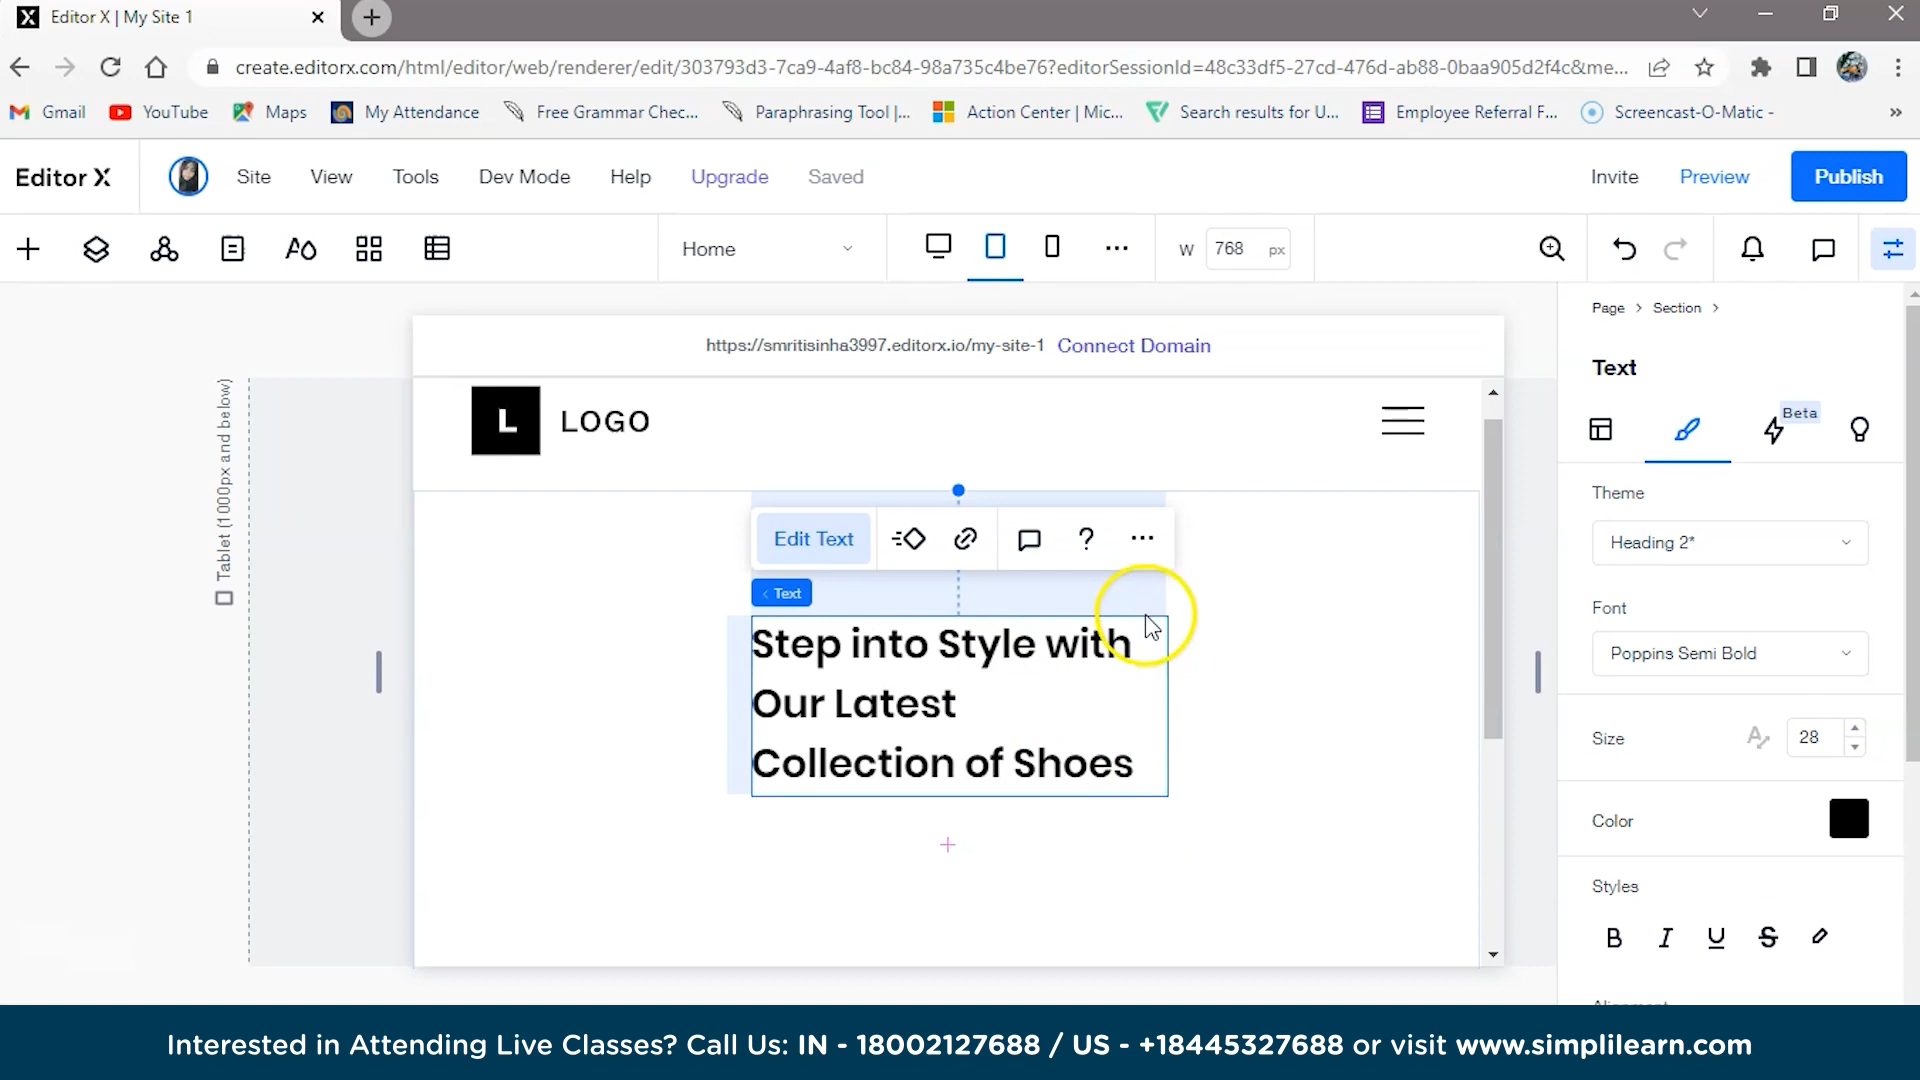 Editor X | My Site 1
create.editorx.com/html/editor/web/renderer/edit/303793d3-7ca9-4af8-bc84-98a735c4be76?editorSessionId=48c33df5-27cd-476d-ab88-0baa905d2f4c&me...
Gmail YouTube Maps My Attendance Free Grammar Chec... Paraphrasing Tool |... Action Center | Mic... Search results for U... Employee Referral F... Screencast-O-Matic -
Editor X Site View Tools Dev Mode Help Upgrade Saved Invite Preview Publish
Home W 768 px
Page > Section >
https://smritisinha3997.editorx.io/my-site-1 Connect Domain
Text
Tablet (1000px and below)
L LOGO
Beta
Theme
Heading 2*
Edit Text
Text
Font
Poppins Semi Bold
Step into Style with
Our Latest
Collection of Shoes
Size 28
Color
Styles
B I U S
Interested in Attending Live Classes? Call Us: IN - 18002127688 / US - +18445327688 or visit www.simplilearn.com